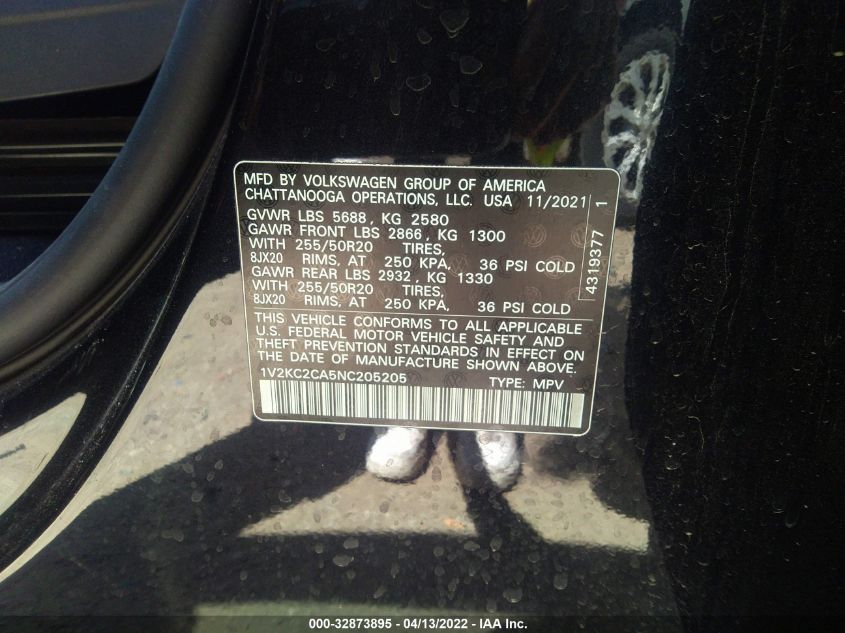 MFD BY VOLKSWAGEN GROUP OF AMERICA
CHATTANOOGA OPERATIONS, LLC. USA 11/2021
GVWR LBS 5688, KG 2580
GAWR FRONT LBS 2866, KG 1300
WITH 255/50R20 TIRES,
8JX20 RIMS, AT 250 KPA, 36 PSI COLD
GAWR REAR LBS 2932, KG 1330
WITH 255/50R20 TIRES,
8JX20 RIMS, AT 250 KPA, 36 PSI COLD
THIS VEHICLE CONFORMS TO ALL APPLICABLE
U.S. FEDERAL MOTOR VEHICLE SAFETY AND
THEFT PREVENTION STANDARDS IN EFFECT ON
THE DATE OF MANUFACTURE SHOWN ABOVE.
1V2KC2CA5NC205205 TYPE: MPV
4319377 1
000-32873895 - 04/13/2022 - IAA Inc.